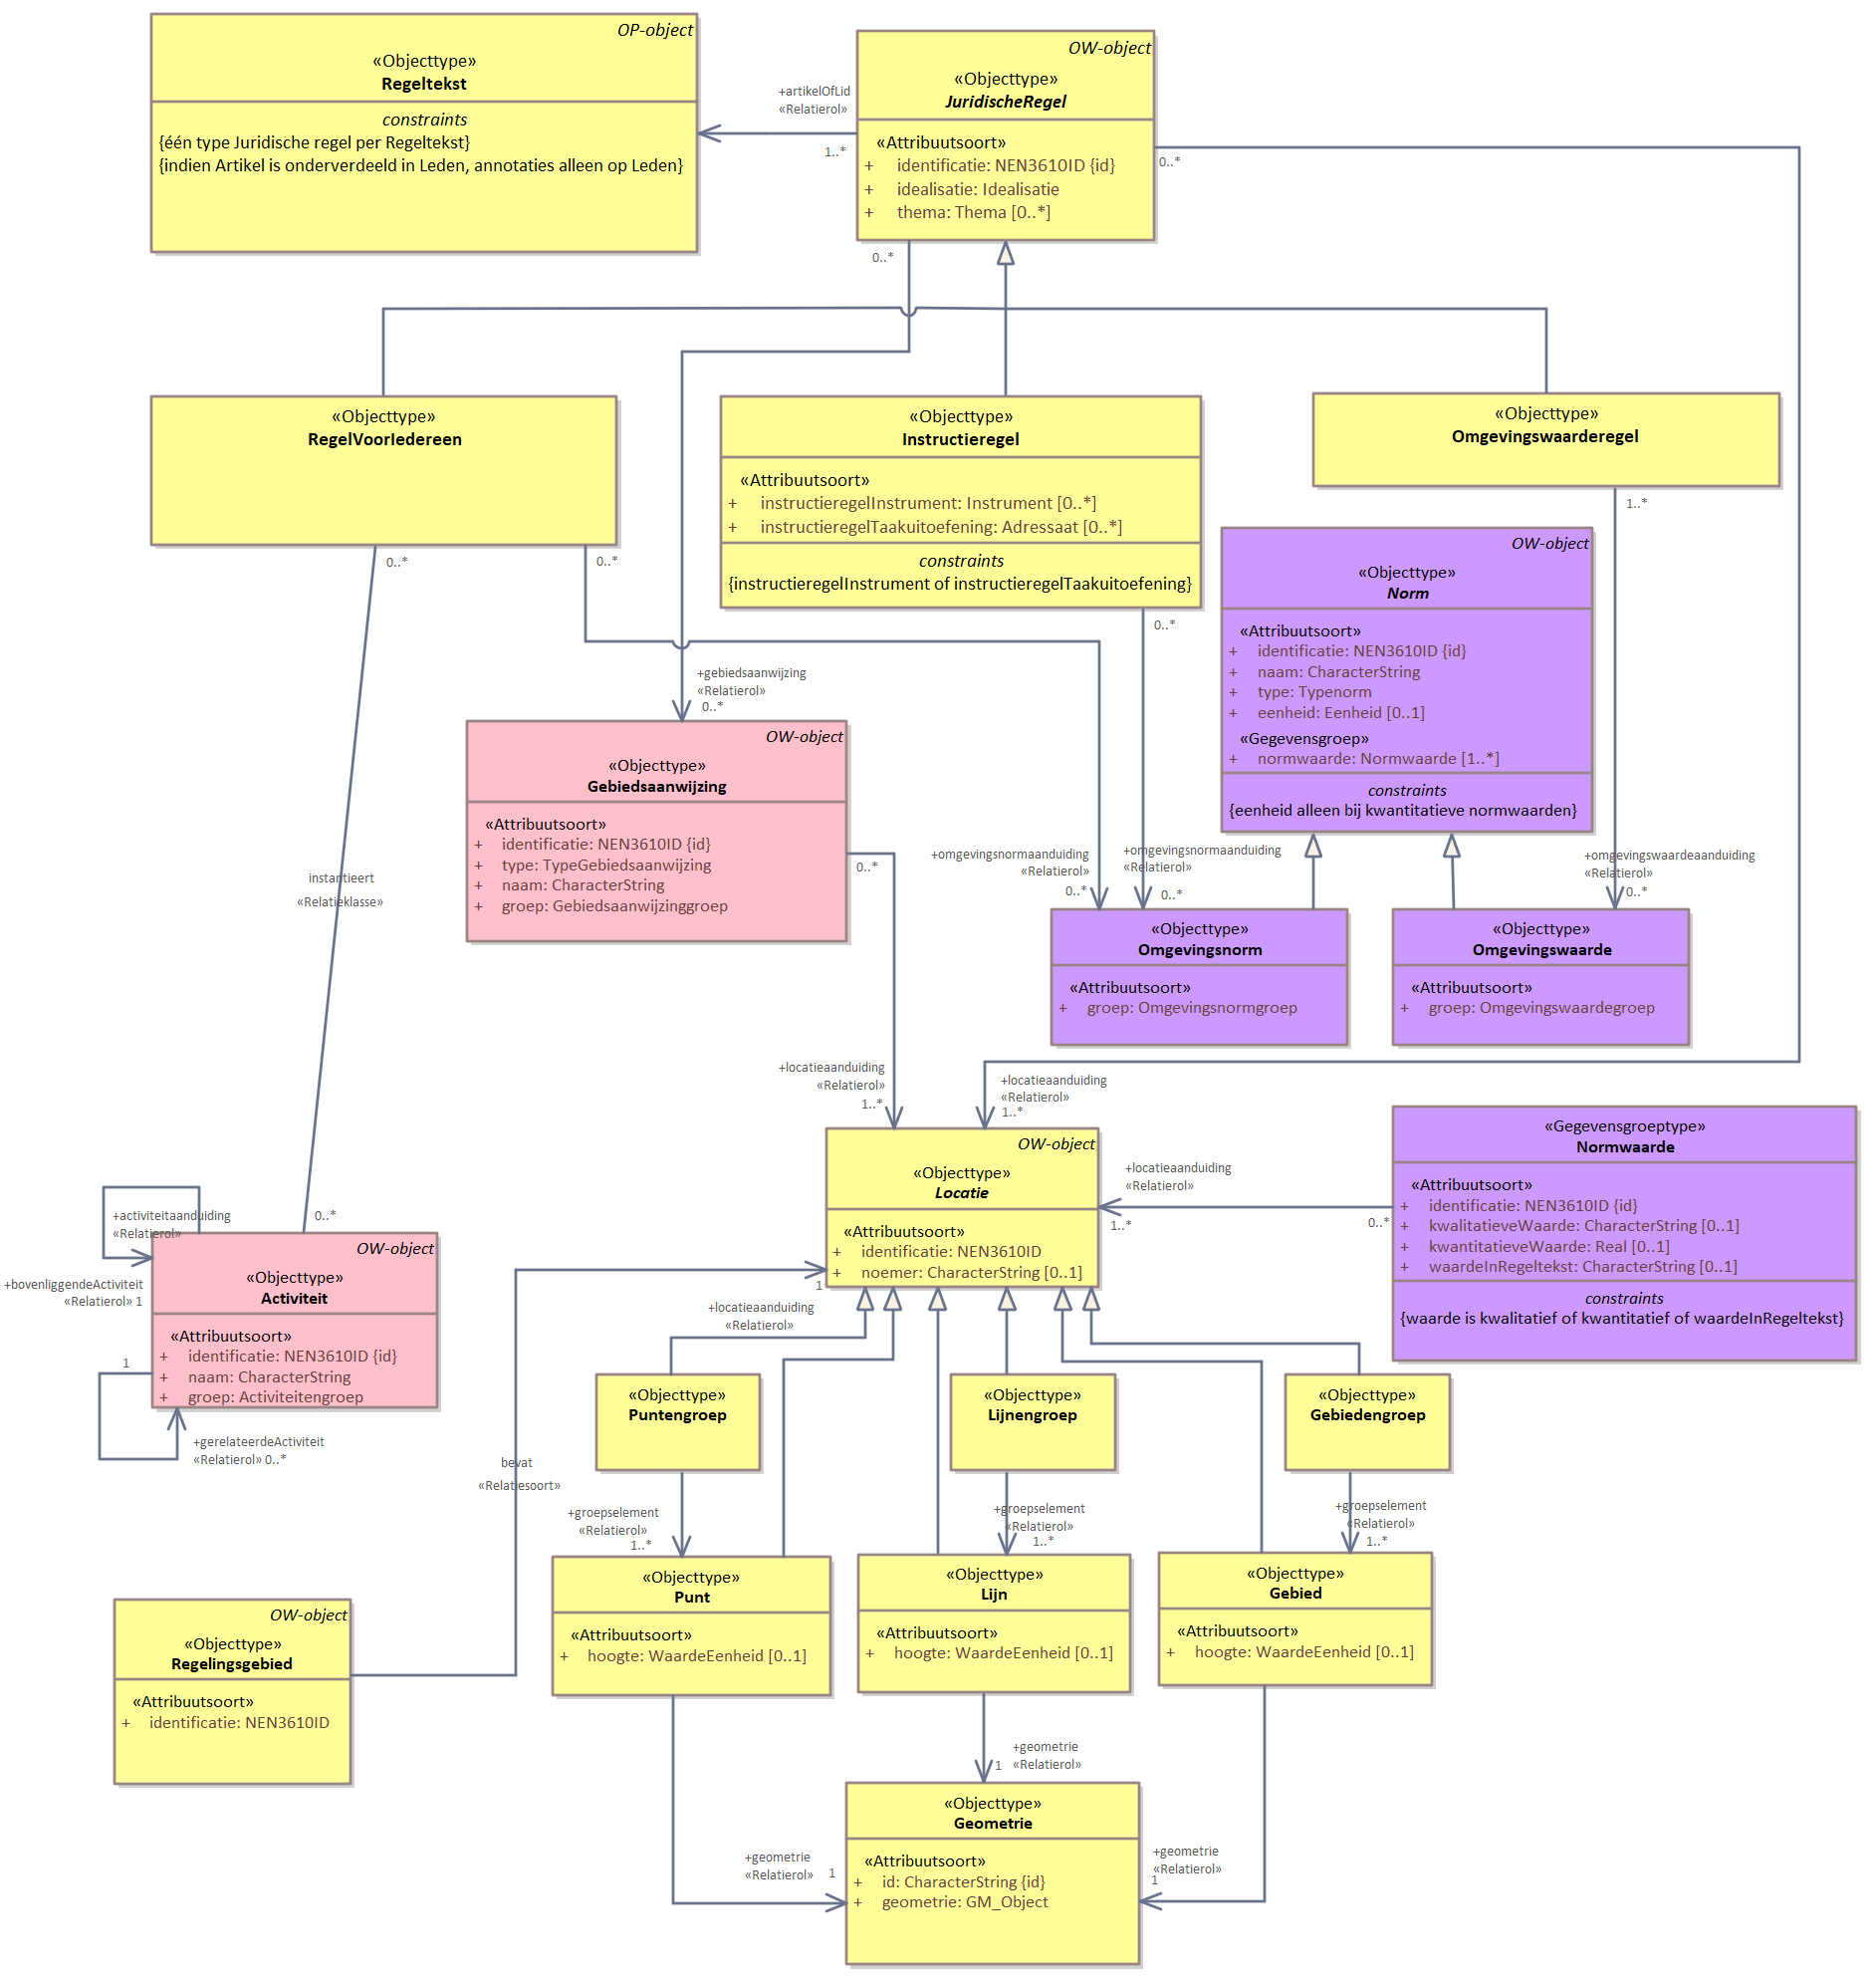 OP-object
«Objecttype»
Regeltekst
constraints
{één type Juridische regel per Regeltekst}
{indien Artikel is onderverdeeld in Leden, annotaties alleen op Leden}
+artikelOfLid
«Relatierol»
1..*
OW-object
«Objecttype»
JuridischeRegel
«Attribuutsoort»
+ identificatie: NEN3610ID {id}
+ idealisatie: Idealisatie
+ thema: Thema [0..*]
0..*
0..*
«Objecttype»
RegelVoorIedereen
0..*
0..*
«Objecttype»
Instructieregel
«Attribuutsoort»
+ instructieregelInstrument: Instrument [0..*]
+ instructieregelTaakuitoefening: Adressaat [0..*]
constraints
{instructieregelInstrument of instructieregelTaakuitoefening}
0..*
«Objecttype»
Omgevingswaarderegel
1..*
OW-object
«Objecttype»
Norm
«Attribuutsoort»
+ identificatie: NEN3610ID {id}
+ naam: CharacterString
+ type: Typenorm
+ eenheid: Eenheid [0..1]
«Gegevensgroep»
+ normwaarde: Normwaarde [1..*]
constraints
{eenheid alleen bij kwantitatieve normwaarden}
+gebiedsaanwijzing
«Relatierol»
0..*
OW-object
«Objecttype»
Gebiedsaanwijzing
«Attribuutsoort»
+ identificatie: NEN3610ID {id}
+ type: TypeGebiedsaanwijzing
+ naam: CharacterString
+ groep: Gebiedsaanwijzinggroep
0..*
+omgevingsnormaanduiding
«Relatierol»
0..*
+omgevingsnormaanduiding
«Relatierol»
0..*
+omgevingswaardeaanduiding
«Relatierol»
0..*
instantieert
«Relatieklasse»
«Objecttype»
Omgevingsnorm
«Attribuutsoort»
+ groep: Omgevingsnormgroep
«Objecttype»
Omgevingswaarde
«Attribuutsoort»
+ groep: Omgevingswaardegroep
+locatieaanduiding
«Relatierol»
1..*
+locatieaanduiding
«Relatierol»
1..*
OW-object
«Objecttype»
Locatie
«Attribuutsoort»
+ identificatie: NEN3610ID
+ noemer: CharacterString [0..1]
+locatieaanduiding
«Relatierol»
1..*
0..*
«Gegevensgroeptype»
Normwaarde
«Attribuutsoort»
+ identificatie: NEN3610ID {id}
+ kwalitatieveWaarde: CharacterString [0..1]
+ kwantitatieveWaarde: Real [0..1]
+ waardeInRegeltekst: CharacterString [0..1]
constraints
{waarde is kwalitatief of kwantitatief of waardeInRegeltekst}
0..*
+activiteitaanduiding
«Relatierol»
+bovenliggendeActiviteit
«Relatierol» 1
OW-object
«Objecttype»
Activiteit
«Attribuutsoort»
+ identificatie: NEN3610ID {id}
+ naam: CharacterString
+ groep: Activiteitengroep
1
+gerelateerdeActiviteit
«Relatierol» 0..*
1
+locatieaanduiding
«Relatierol»
bevat
«Relatiesoort»
«Objecttype»
Puntengroep
«Objecttype»
Lijnengroep
«Objecttype»
Gebiedengroep
+groepselement
«Relatierol»
1..*
+groepselement
«Relatierol»
1..*
+groepselement
«Relatierol»
1..*
«Objecttype»
Punt
«Attribuutsoort»
+ hoogte: WaardeEenheid [0..1]
«Objecttype»
Lijn
«Attribuutsoort»
+ hoogte: WaardeEenheid [0..1]
«Objecttype»
Gebied
«Attribuutsoort»
+ hoogte: WaardeEenheid [0..1]
OW-object
«Objecttype»
Regelingsgebied
«Attribuutsoort»
+ identificatie: NEN3610ID
+geometrie
«Relatierol»
1
+geometrie
«Relatierol»
1
+geometrie
«Relatierol»
1
«Objecttype»
Geometrie
«Attribuutsoort»
+ id: CharacterString {id}
+ geometrie: GM_Object